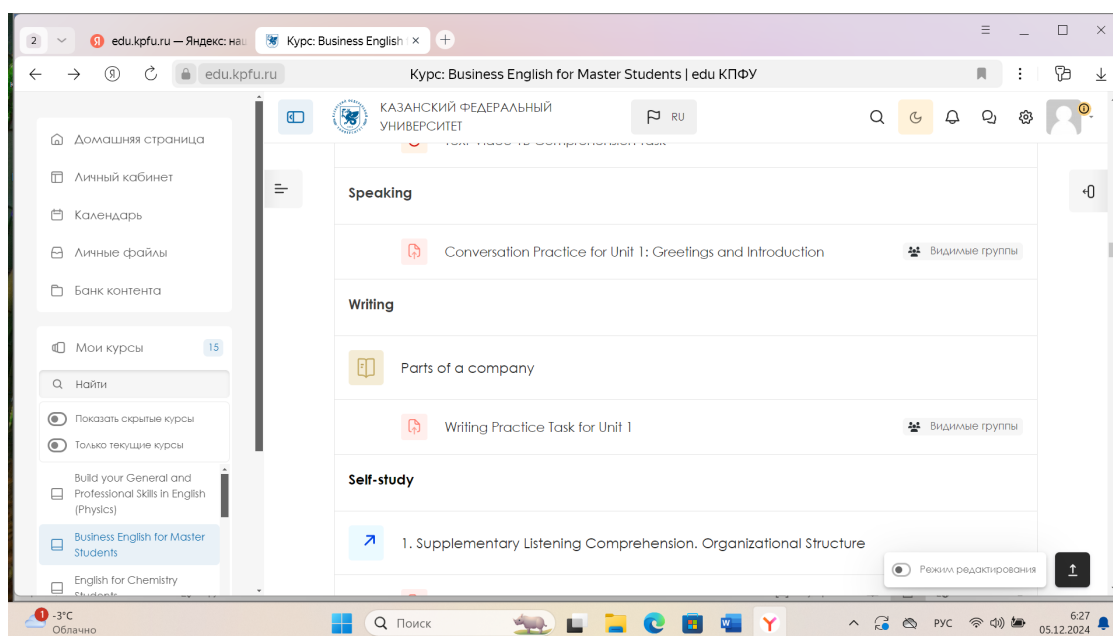 2
edu.kpfu.ru — Яндекс: наш
Курс: Business English f
edu.kpfu.ru
Курс: Business English for Master Students | edu КПФУ
КАЗАНСКИЙ ФЕДЕРАЛЬНЫЙ
УНИВЕРСИТЕТ
RU
Домашняя страница
Личный кабинет
Календарь
Личные файлы
Банк контента
Мои курсы 15
Найти
Показать скрытые курсы
Только текущие курсы
Build your General and
Professional Skills in English
(Physics)
Business English for Master
Students
English for Chemistry
Students
Speaking
Conversation Practice for Unit 1: Greetings and Introduction
Видимые группы
Writing
Parts of a company
Writing Practice Task for Unit 1
Видимые группы
Self-study
1. Supplementary Listening Comprehension. Organizational Structure
Режим редактирования
1
-3°C
Облачно
Поиск
РУС
6:27
05.12.2024